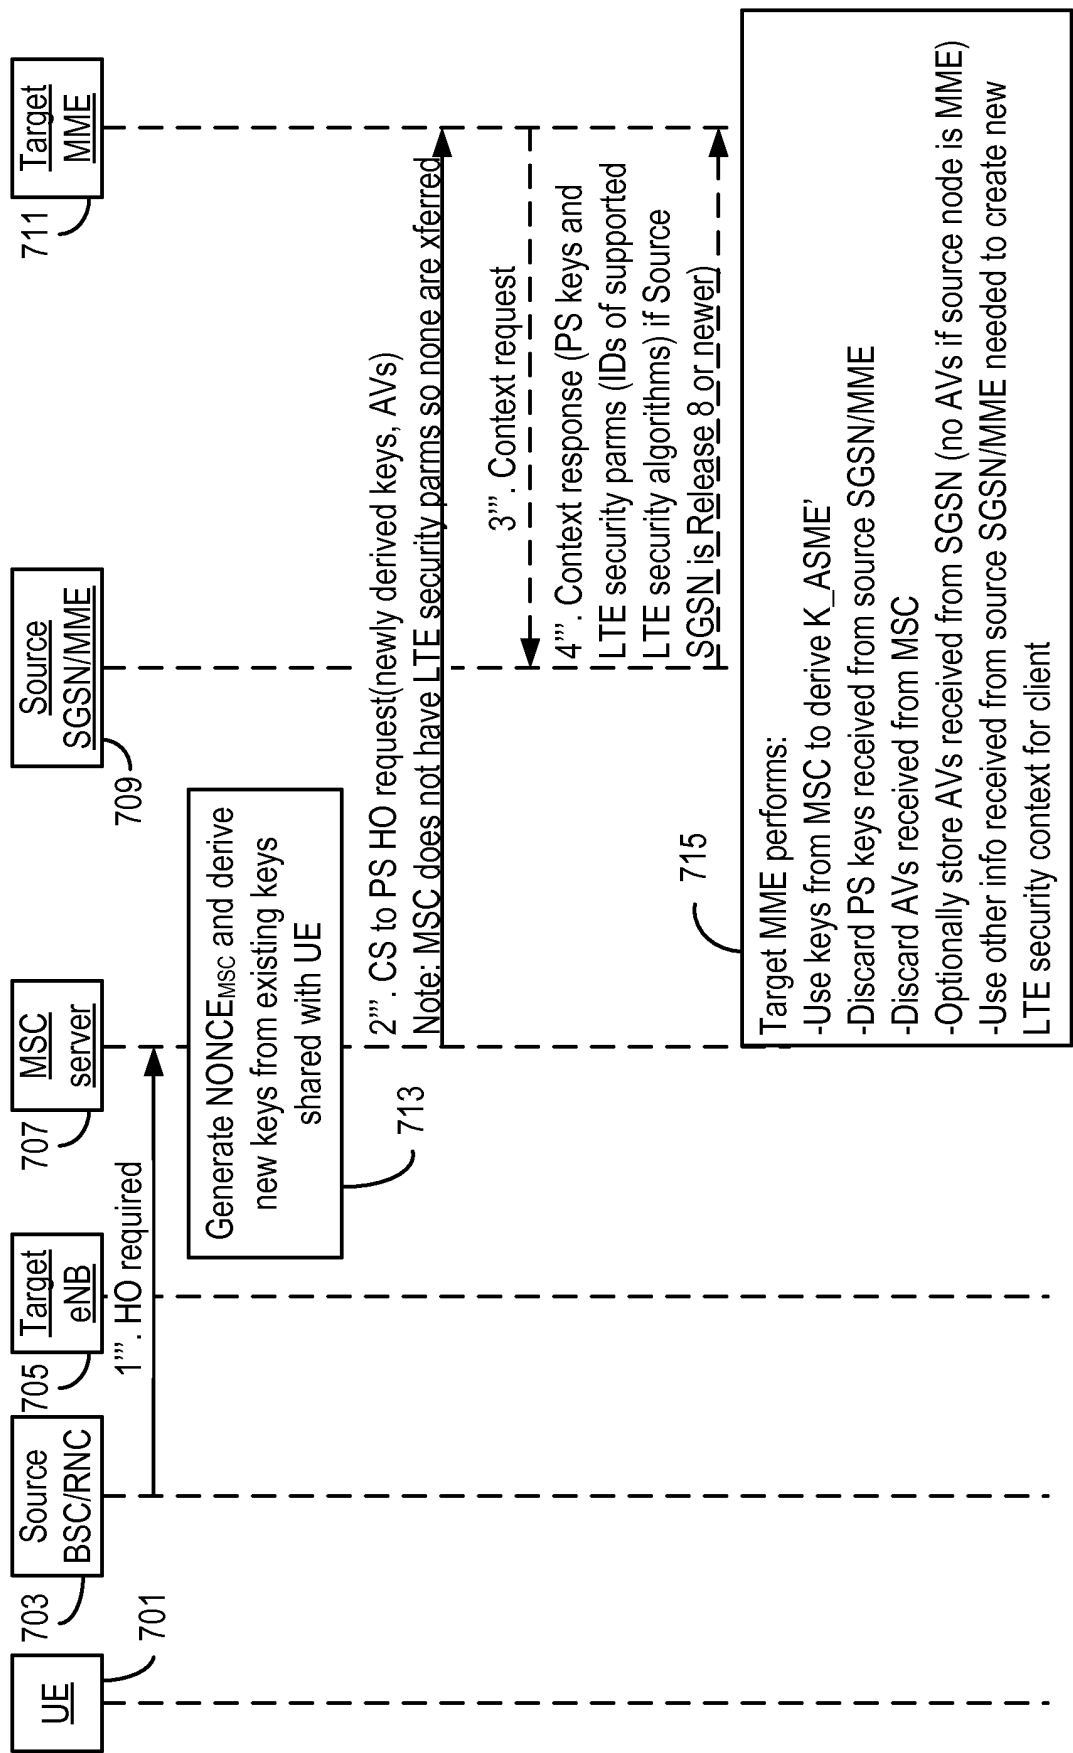 UE
701
Source
BSC/RNC
703
Target
eNB
705
MSC
server
707
Source
SGSN/MME
709
Target
MME
711
1’’’’. HO required
Generate NONCEMSC and derive
new keys from existing keys
shared with UE
713
2’’’’. CS to PS HO request(newly derived keys, AVs)
Note: MSC does not have LTE security parms so none are xferred
3’’’’. Context request
4’’’’. Context response (PS keys and
LTE security parms (IDs of supported
LTE security algorithms) if Source
SGSN is Release 8 or newer)
715
Target MME performs:
-Use keys from MSC to derive K_ASME’
-Discard PS keys received from source SGSN/MME
-Discard AVs received from MSC
-Optionally store AVs received from SGSN (no AVs if source node is MME)
-Use other info received from source SGSN/MME needed to create new
LTE security context for client